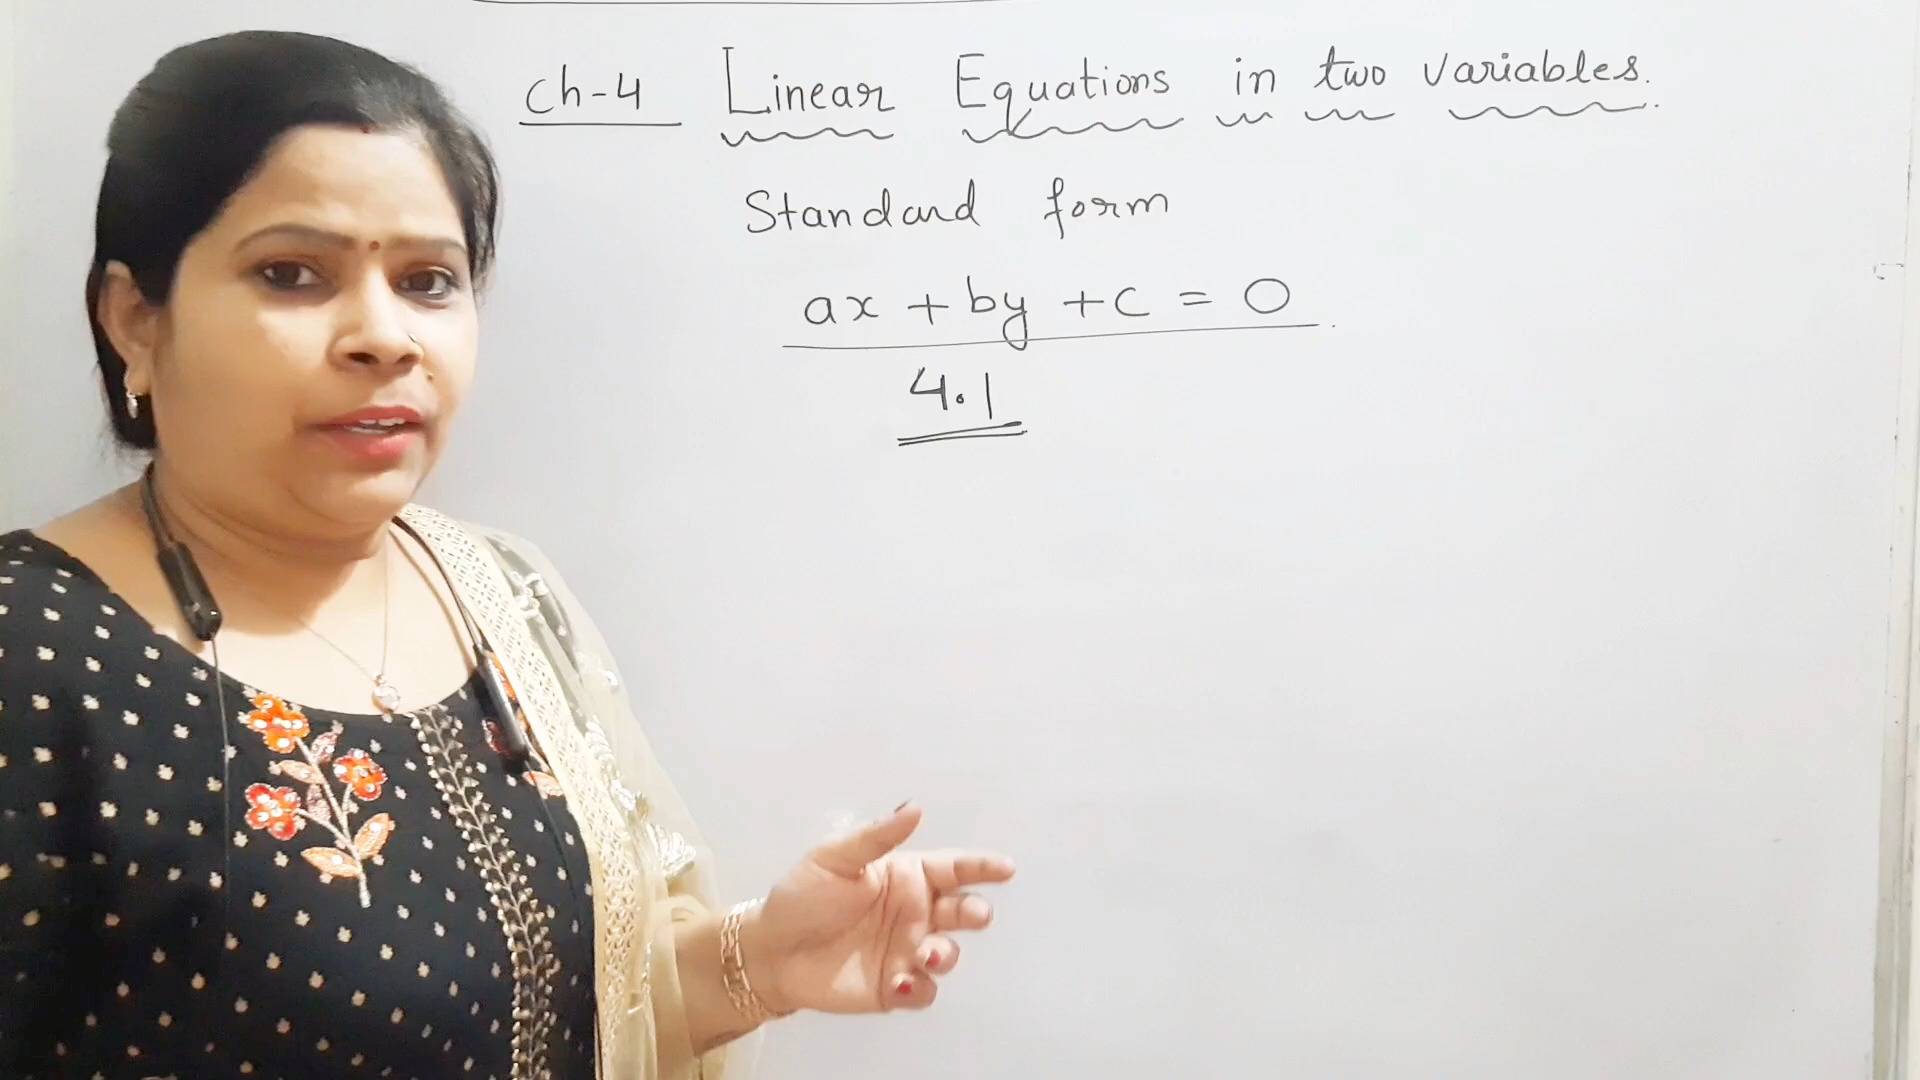 Ch-4 Linear Equations in two variables.
Standard form
ax + by + c = 0
4.1